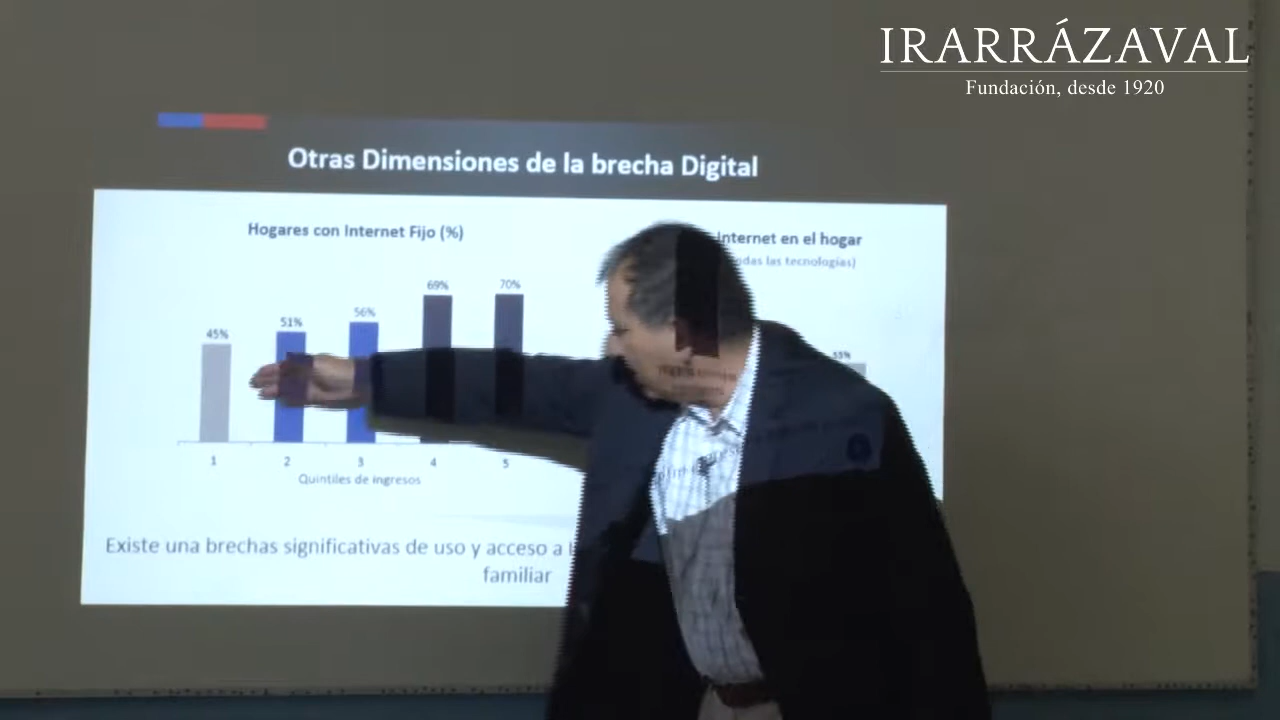 IRARRÁZAVAL
Fundación, desde 1920
Otras Dimensiones de la brecha Digital
Hogares con Internet Fijo (%)
45%
51%
56%
69%
70%
1
2
3
4
5
Quintiles de ingresos
Internet en el hogar
todas las tecnologías)
55%
Existe una brechas significativas de uso y acceso a
familiar